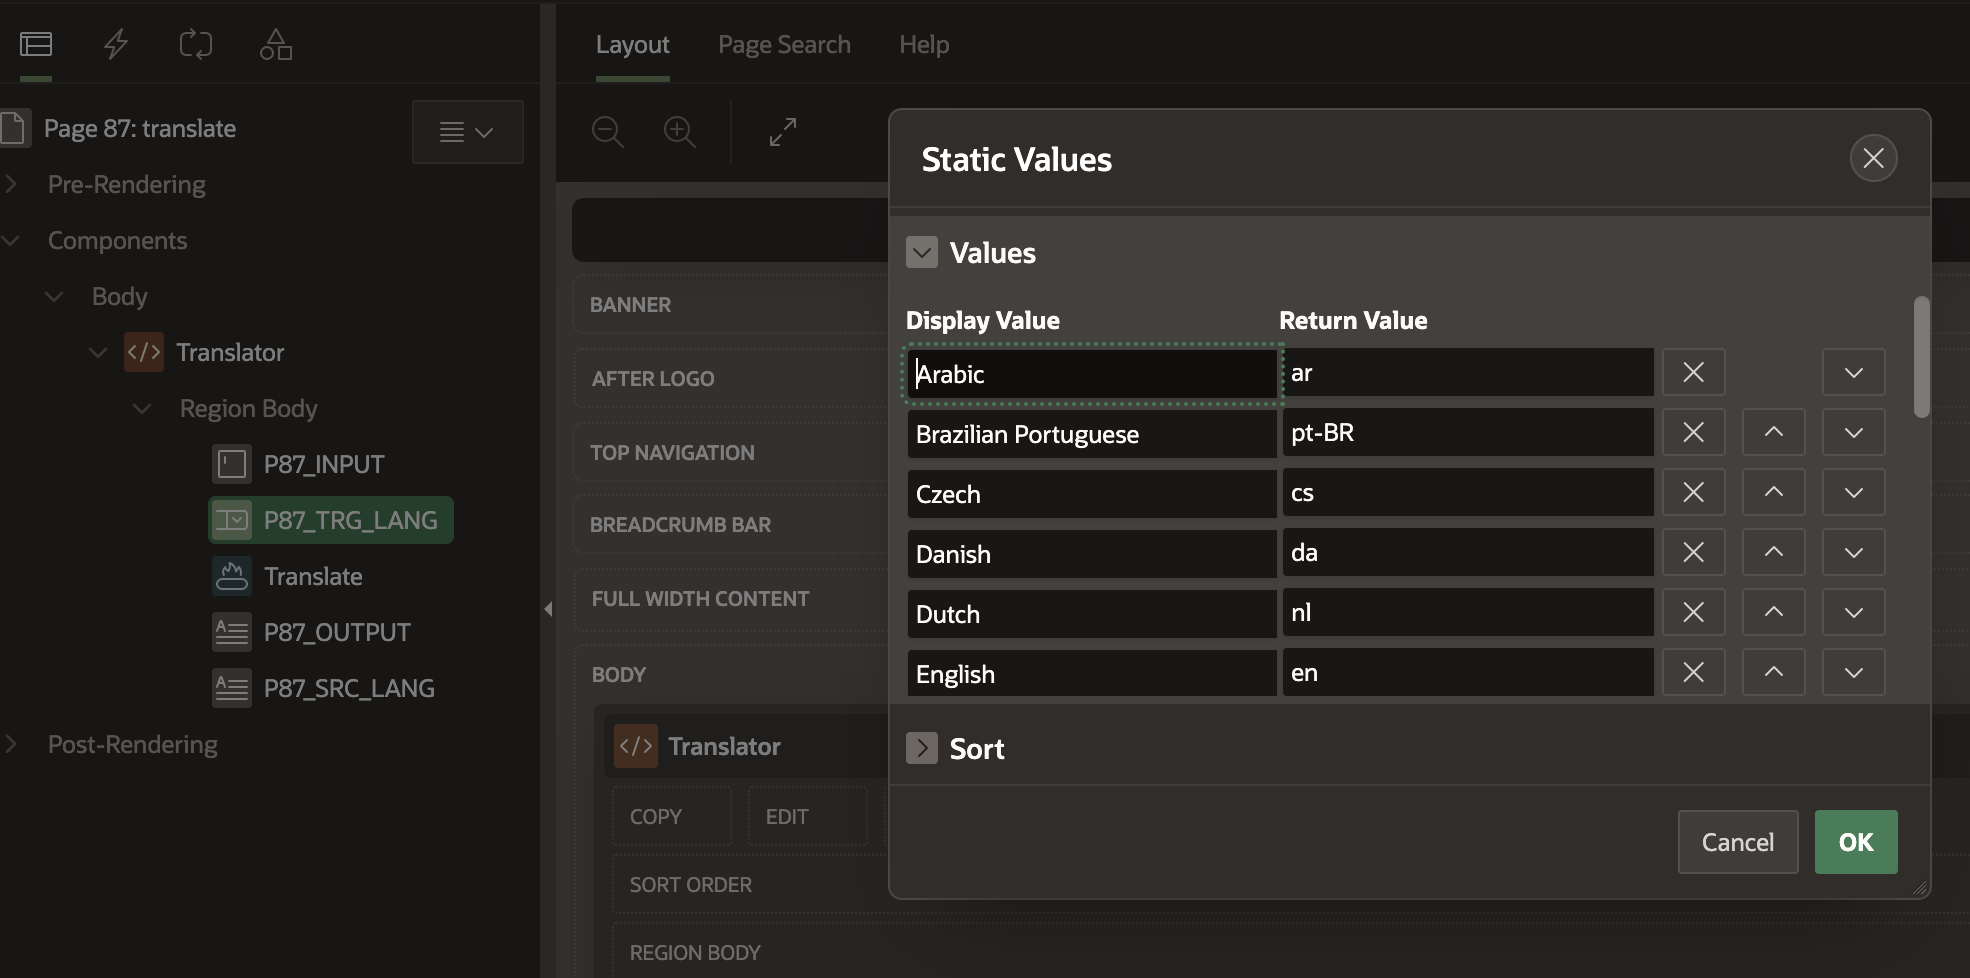 Layout
Page Search
Help
Page 87: translate
Pre-Rendering
Components
Body
Translator
Region Body
P87_INPUT
P87_TRG_LANG
Translate
P87_OUTPUT
P87_SRC_LANG
Post-Rendering
BANNER
AFTER LOGO
TOP NAVIGATION
BREADCRUMB BAR
FULL WIDTH CONTENT
BODY
Translator
COPY
EDIT
SORT ORDER
REGION BODY
Static Values
Values
Display Value Return Value
Arabic ar
Brazilian Portuguese pt-BR
Czech cs
Danish da
Dutch nl
English en
Sort
Cancel
OK